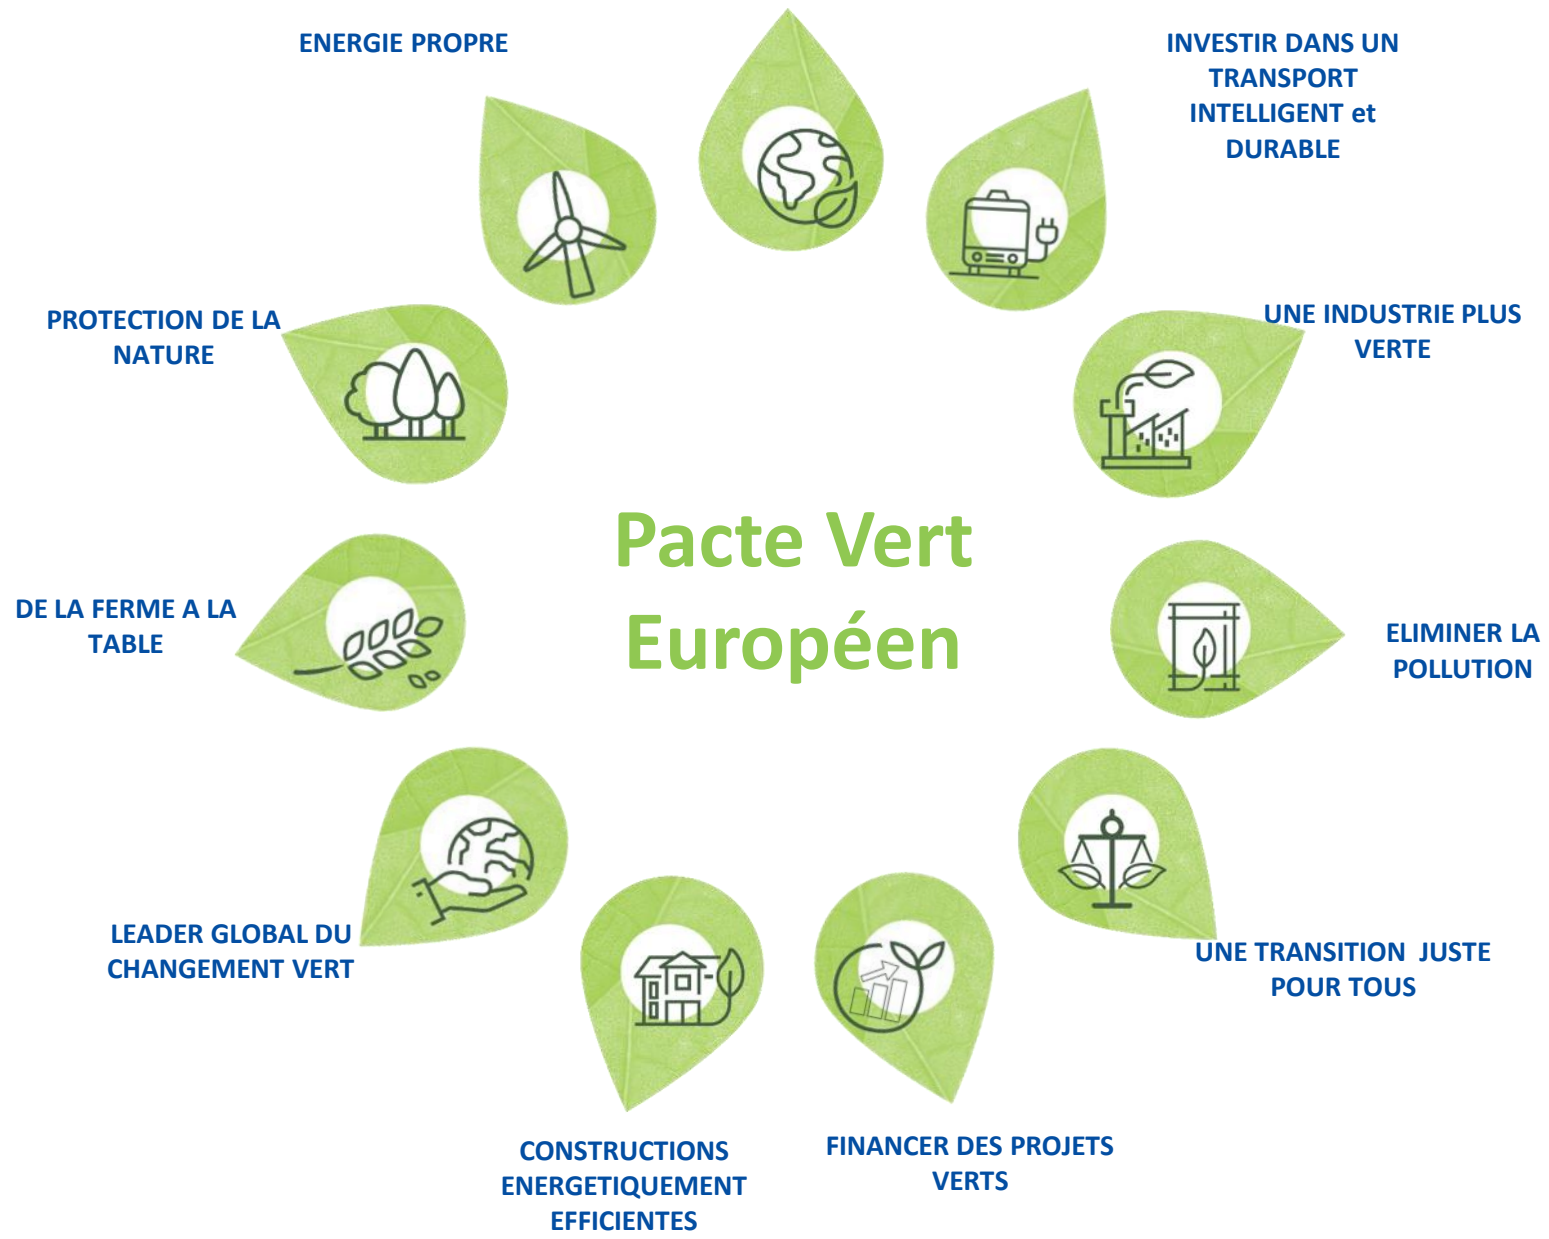 ENERGIE PROPRE
INVESTIR DANS UN
TRANSPORT
INTELLIGENT et
DURABLE
PROTECTION DE LA
NATURE
UNE INDUSTRIE PLUS
VERTE
Pacte Vert
Européen
DE LA FERME A LA
TABLE
ELIMINER LA
POLLUTION
LEADER GLOBAL DU
CHANGEMENT VERT
UNE TRANSITION JUSTE
POUR TOUS
CONSTRUCTIONS
ENERGETIQUEMENT
EFFICIENTES
FINANCER DES PROJETS
VERTS